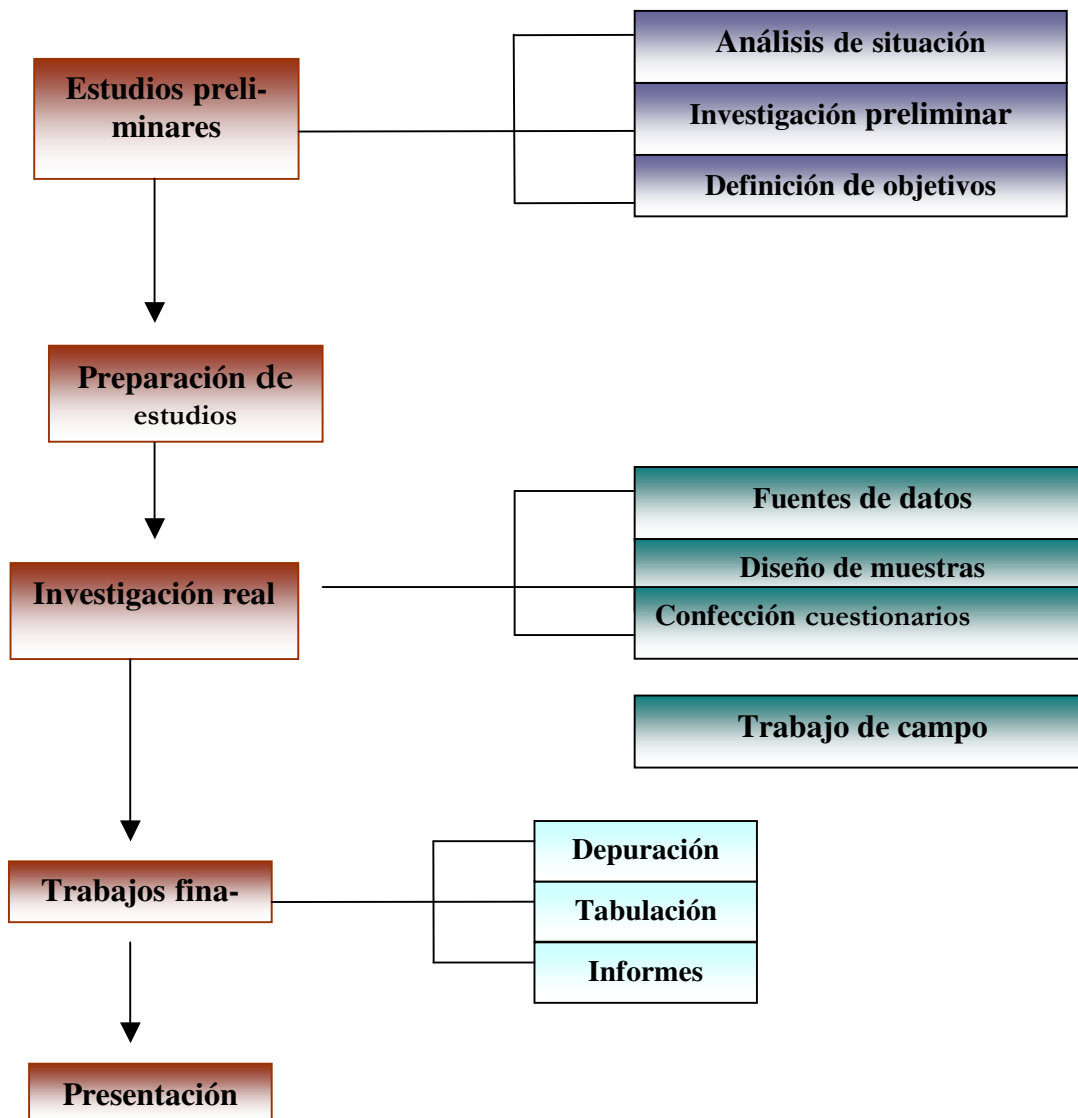 Estudios preli-
minares
Análisis de situación
Investigación preliminar
Definición de objetivos
Preparación de
estudios
Investigación real
Fuentes de datos
Diseño de muestras
Confección cuestionarios
Trabajo de campo
Trabajos fina-
Depuración
Tabulación
Informes
Presentación